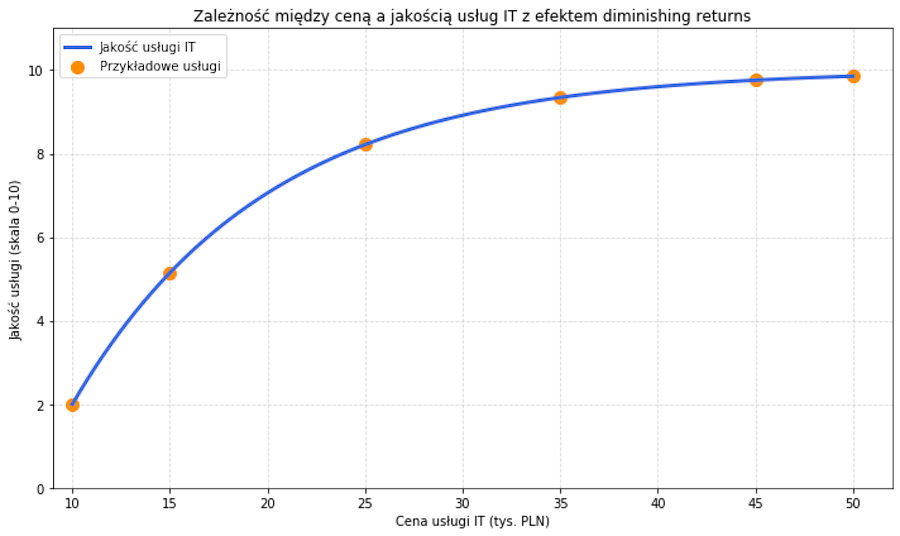 Zależność między ceną a jakością usług IT z efektem diminishing returns
Jakość usługi IT
Przykładowe usługi
Jakość usługi (skala 0-10)
10
8
6
4
2
0
10 15 20 25 30 35 40 45 50
Cena usługi IT (tys. PLN)